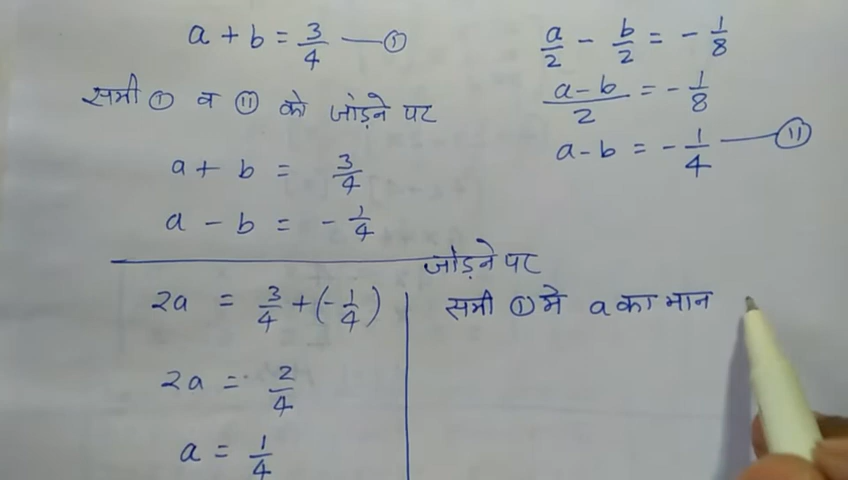 a + b = 3/4 — (I)
समी (I) व (II) को जोड़ने पर
a + b = 3/4
a - b = - 1/4
जोड़ने पर
2a = 3/4 + (- 1/4)
2a = 2/4
a = 1/4
a/2 - b/2 = - 1/8
a-b/2 = - 1/8
a-b = - 1/4 — (II)
समी (I) मे a का मान